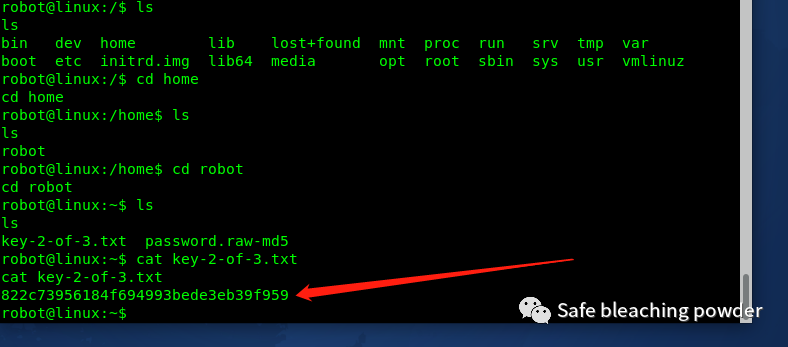 robot@linux:/$ ls
ls
bin   dev  home        lib    lost+found  mnt  proc  run   srv  tmp  var
boot  etc  initrd.img  lib64  media       opt  root  sbin  sys  usr  vmlinuz
robot@linux:/$ cd home
cd home
robot@linux:/home$ ls
ls
robot
robot@linux:/home$ cd robot
cd robot
robot@linux:~$ ls
ls
key-2-of-3.txt  password.raw-md5
robot@linux:~$ cat key-2-of-3.txt
cat key-2-of-3.txt
822c73956184f694993bede3eb39f959
robot@linux:~$
Safe bleaching powder